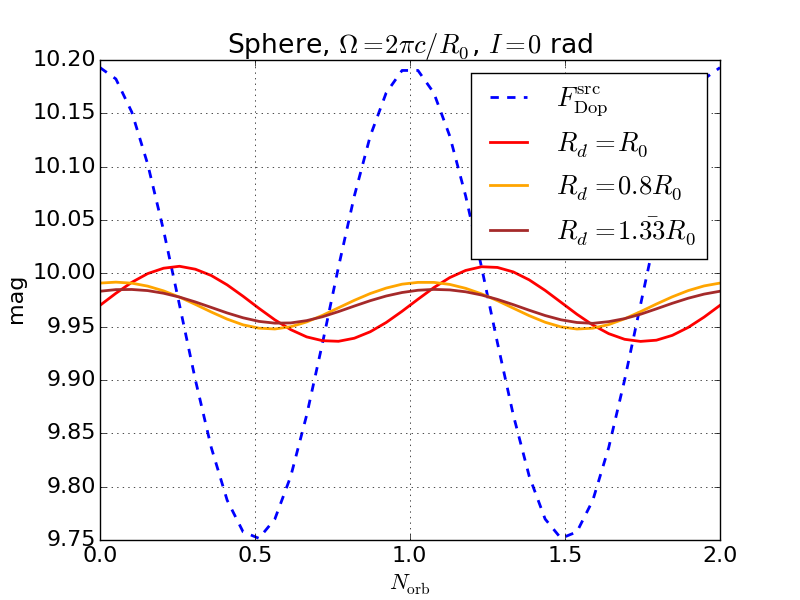 Sphere, Ω = 2πc/R₀, I = 0 rad
10.20
10.15
10.10
10.05
10.00
9.95
9.90
9.85
9.80
9.75
mag
F_Dop^src
R_d = R₀
R_d = 0.8R₀
R_d = 1.3̄3R₀
0.0 0.5 1.0 1.5 2.0
N_orb